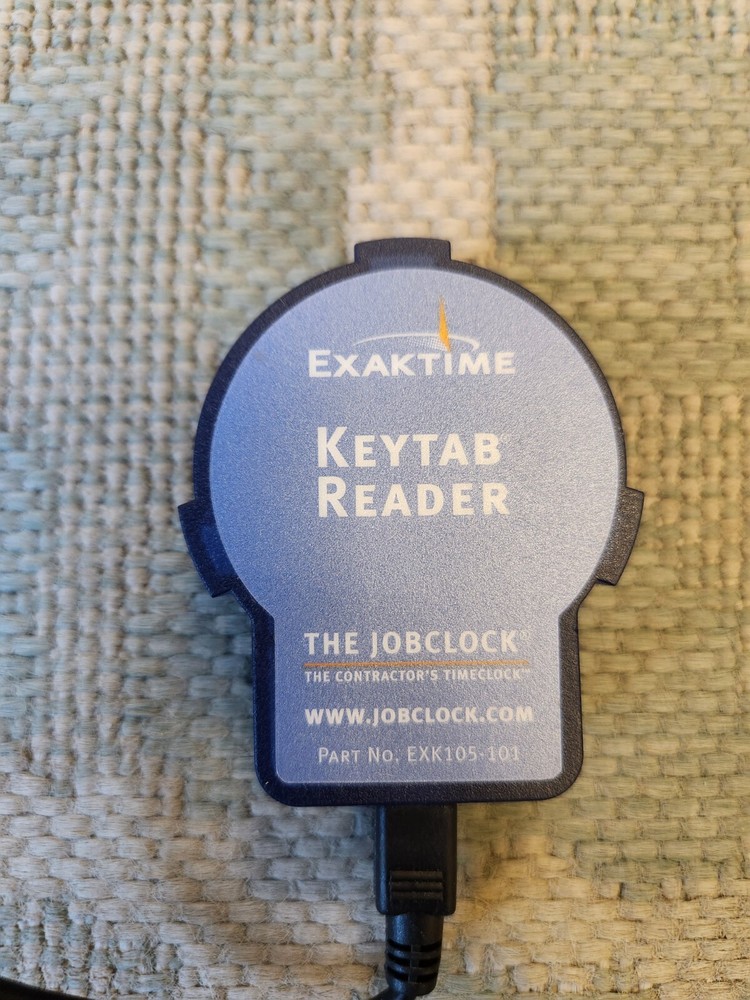 EXAKTIME
KEYTAB
READER
THE JOBCLOCK®
THE CONTRACTOR'S TIMECLOCK™
WWW.JOBCLOCK.COM
PART NO. EXK105-101